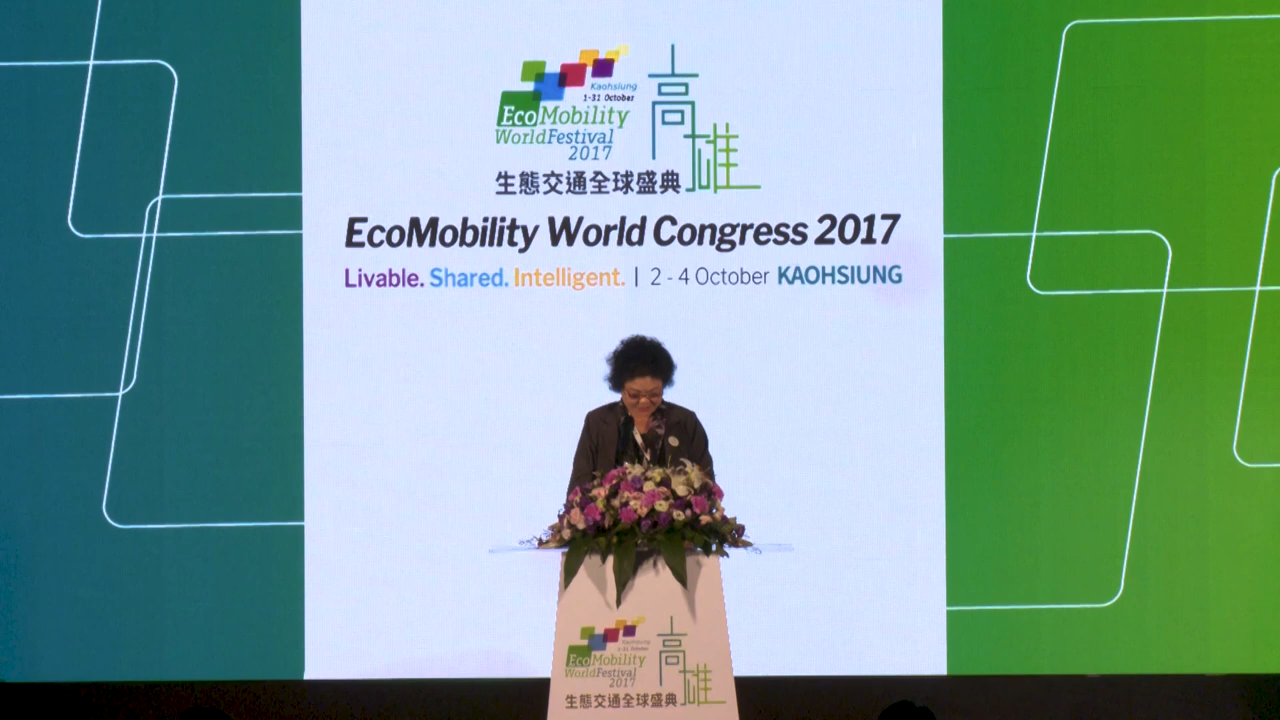 Kaohsiung
1-31 October
EcoMobility
WorldFestival
2017
高雄
生態交通全球盛典
EcoMobility World Congress 2017
Livable. Shared. Intelligent. | 2 - 4 October KAOHSIUNG
Kaohsiung
1-31 October
EcoMobility
WorldFestival
2017
高雄
生態交通全球盛典